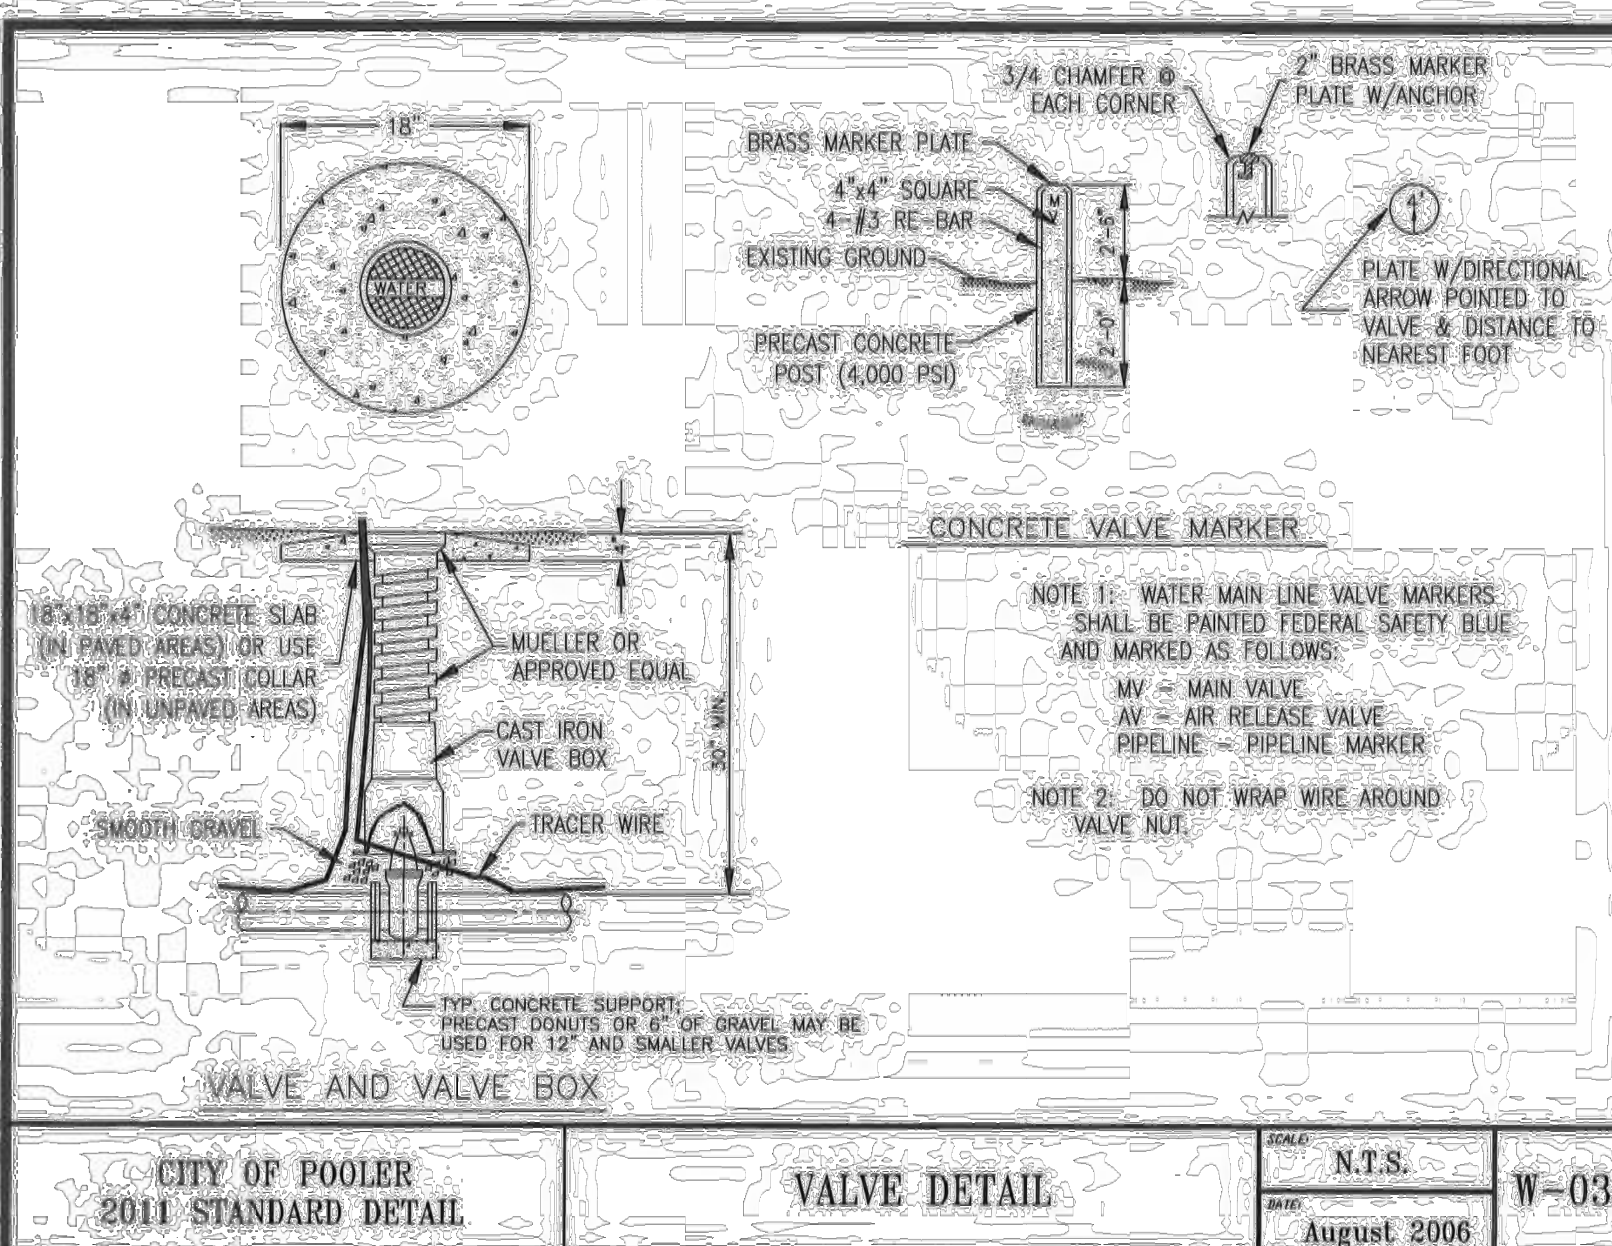 18"
WATER
3/4 CHAMFER @
EACH CORNER
2" BRASS MARKER
PLATE W/ANCHOR
BRASS MARKER PLATE
4"x4" SQUARE
4-#3 RE-BAR
EXISTING GROUND
PRECAST CONCRETE
POST (4,000 PSI)
M
V
2'-6"
2'-0"
4'
PLATE W/DIRECTIONAL
ARROW POINTED TO
VALVE & DISTANCE TO
NEAREST FOOT
CONCRETE VALVE MARKER
NOTE 1: WATER MAIN LINE VALVE MARKERS
SHALL BE PAINTED FEDERAL SAFETY BLUE
AND MARKED AS FOLLOWS:
MV - MAIN VALVE
AV - AIR RELEASE VALVE
PIPELINE - PIPELINE MARKER
NOTE 2: DO NOT WRAP WIRE AROUND
VALVE NUT.
4"
18"x18"x4" CONCRETE SLAB
(IN PAVED AREAS) OR USE
18" ø PRECAST COLLAR
(IN UNPAVED AREAS)
MUELLER OR
APPROVED EQUAL
CAST IRON
VALVE BOX
30" MIN.
SMOOTH GRAVEL
TRACER WIRE
TYP. CONCRETE SUPPORT;
PRECAST DONUTS OR 6" OF GRAVEL MAY BE
USED FOR 12" AND SMALLER VALVES
VALVE AND VALVE BOX
CITY OF POOLER
2011 STANDARD DETAIL
VALVE DETAIL
SCALE:
N.T.S.
DATE:
August 2006
W-03